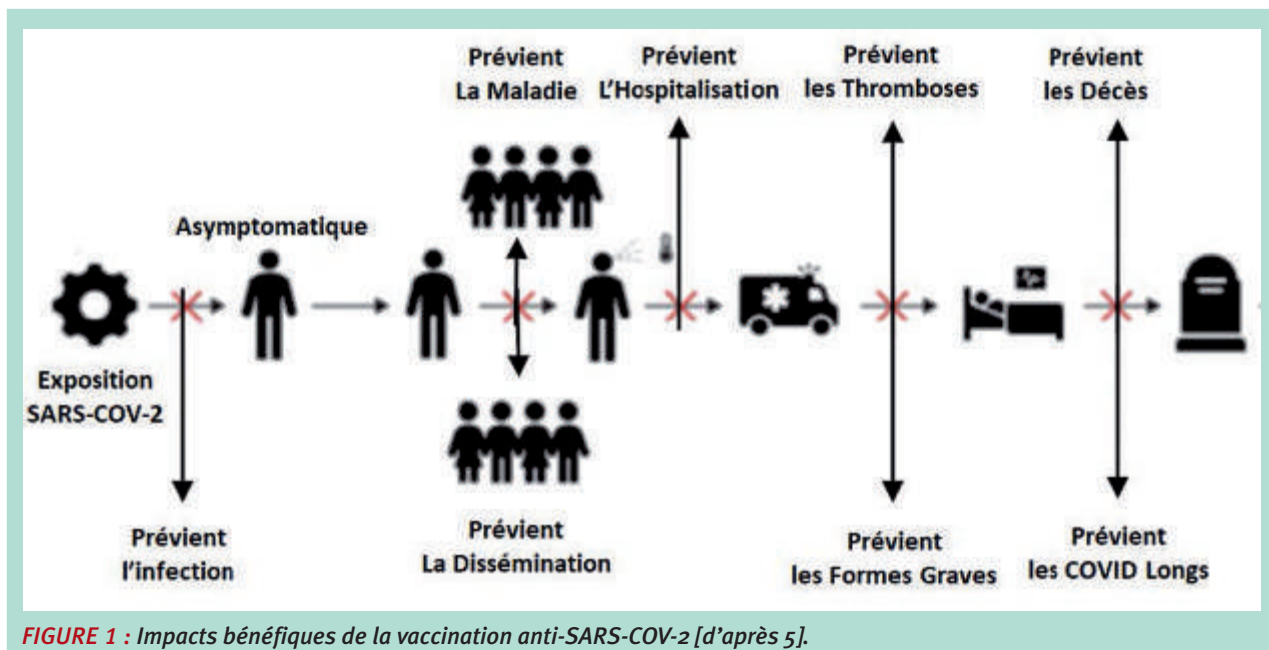 Prévient
La Maladie
Prévient
L'Hospitalisation
Prévient
les Thromboses
Prévient
les Décès
Asymptomatique
Exposition
SARS-COV-2
Prévient
l'infection
Prévient
La Dissémination
Prévient
les Formes Graves
Prévient
les COVID Longs
FIGURE 1 : Impacts bénéfiques de la vaccination anti-SARS-COV-2 [d'après 5].